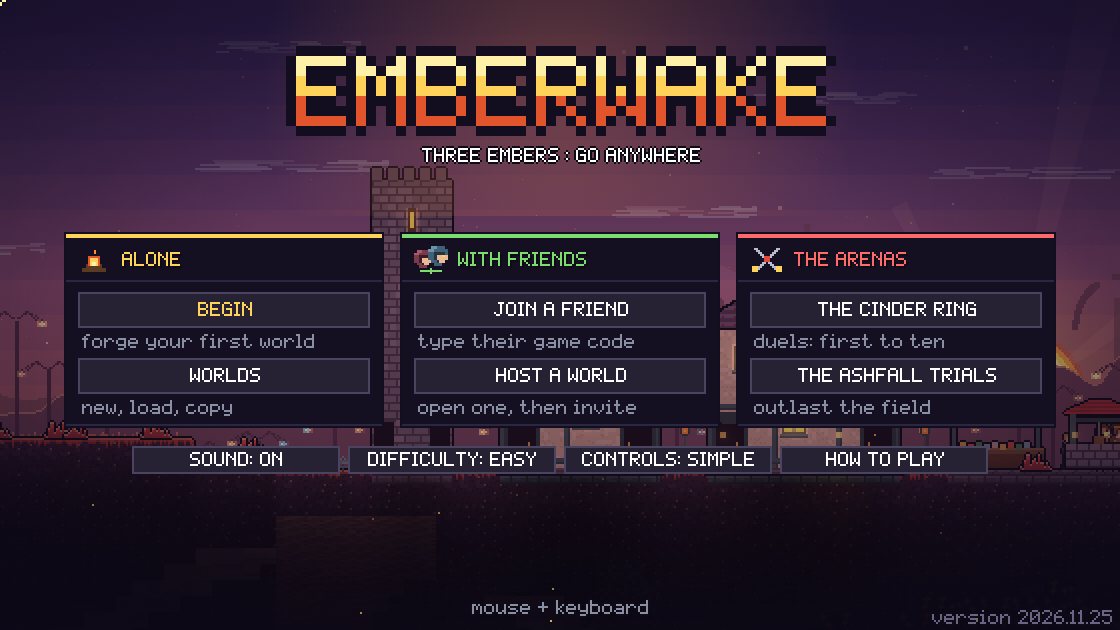 EMBERWAKE
THREE EMBERS : GO ANYWHERE
ALONE
BEGIN
forge your first world
WORLDS
new, load, copy
WITH FRIENDS
JOIN A FRIEND
type their game code
HOST A WORLD
open one, then invite
THE ARENAS
THE CINDER RING
duels: first to ten
THE ASHFALL TRIALS
outlast the field
SOUND: ON
DIFFICULTY: EASY
CONTROLS: SIMPLE
HOW TO PLAY
mouse + keyboard
version 2026.11.25